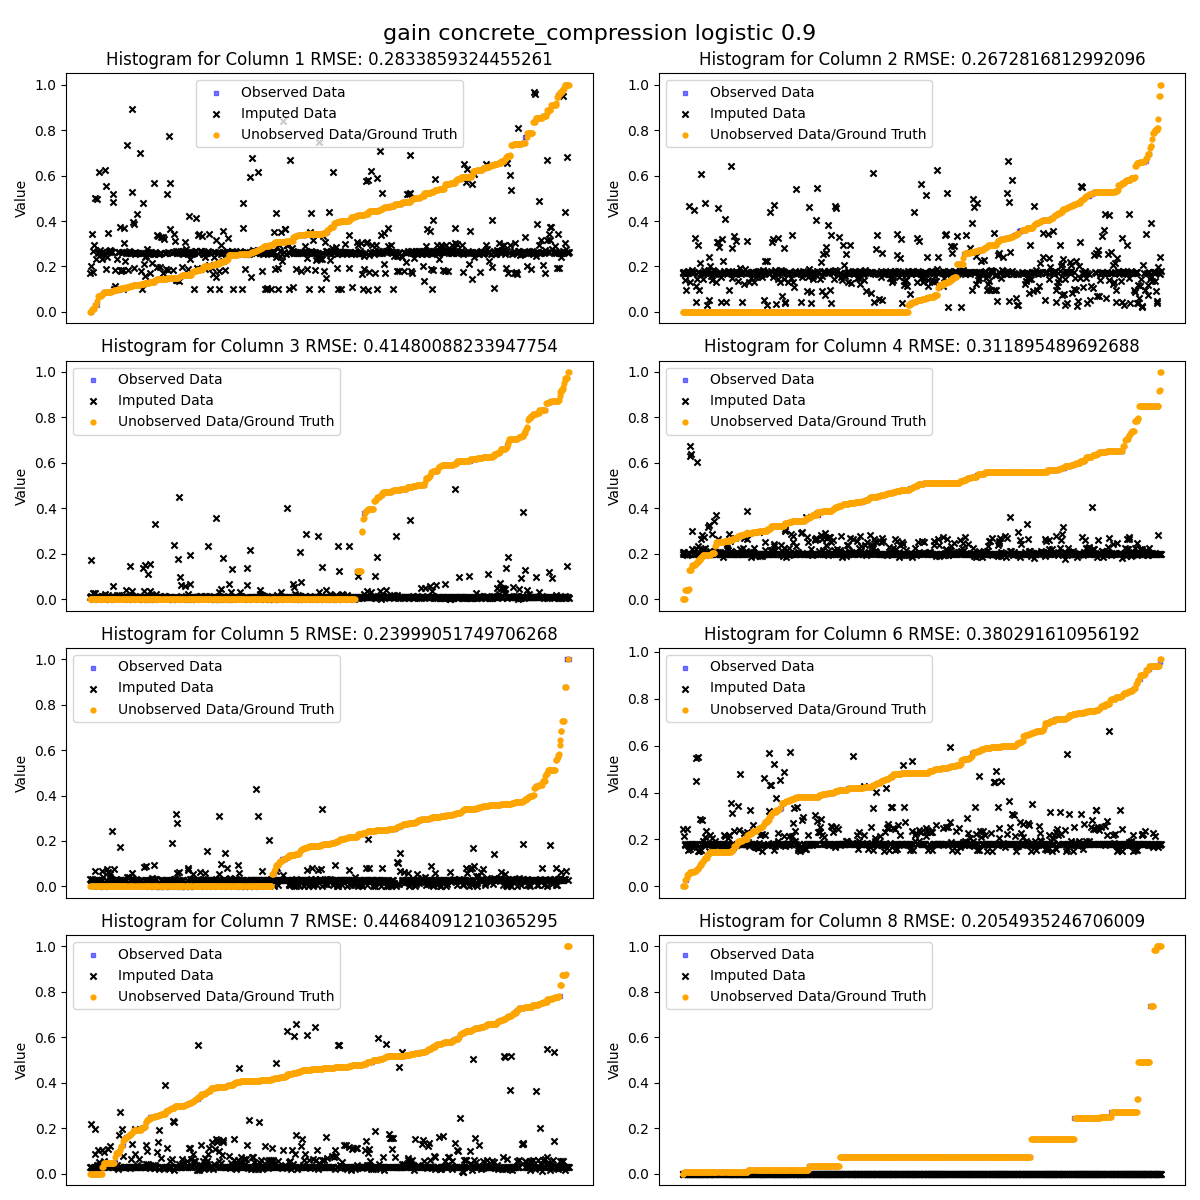 gain concrete_compression logistic 0.9
Histogram for Column 1 RMSE: 0.2833859324455261
Value
1.0
0.8
0.6
0.4
0.2
0.0
Observed Data
Imputed Data
Unobserved Data/Ground Truth
Histogram for Column 2 RMSE: 0.2672816812992096
Value
1.0
0.8
0.6
0.4
0.2
0.0
Observed Data
Imputed Data
Unobserved Data/Ground Truth
Histogram for Column 3 RMSE: 0.41480088233947754
Value
1.0
0.8
0.6
0.4
0.2
0.0
Observed Data
Imputed Data
Unobserved Data/Ground Truth
Histogram for Column 4 RMSE: 0.311895489692688
Value
1.0
0.8
0.6
0.4
0.2
0.0
Observed Data
Imputed Data
Unobserved Data/Ground Truth
Histogram for Column 5 RMSE: 0.23999051749706268
Value
1.0
0.8
0.6
0.4
0.2
0.0
Observed Data
Imputed Data
Unobserved Data/Ground Truth
Histogram for Column 6 RMSE: 0.380291610956192
Value
1.0
0.8
0.6
0.4
0.2
0.0
Observed Data
Imputed Data
Unobserved Data/Ground Truth
Histogram for Column 7 RMSE: 0.44684091210365295
Value
1.0
0.8
0.6
0.4
0.2
0.0
Observed Data
Imputed Data
Unobserved Data/Ground Truth
Histogram for Column 8 RMSE: 0.2054935246706009
Value
1.0
0.8
0.6
0.4
0.2
0.0
Observed Data
Imputed Data
Unobserved Data/Ground Truth